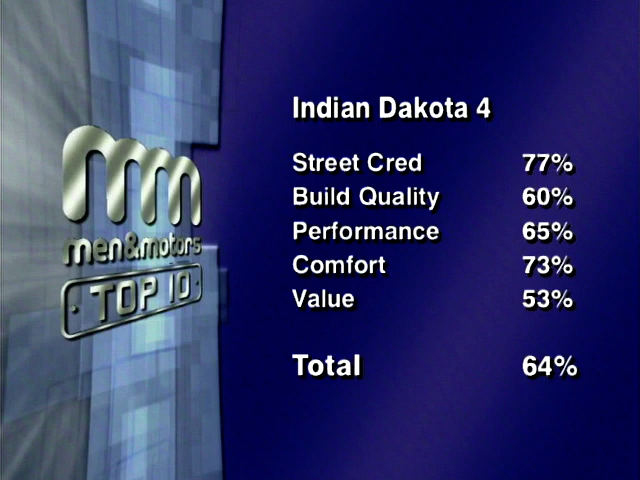 Indian Dakota 4
Street Cred 77%
Build Quality 60%
Performance 65%
Comfort 73%
Value 53%
Total 64%
men&motors
TOP 10